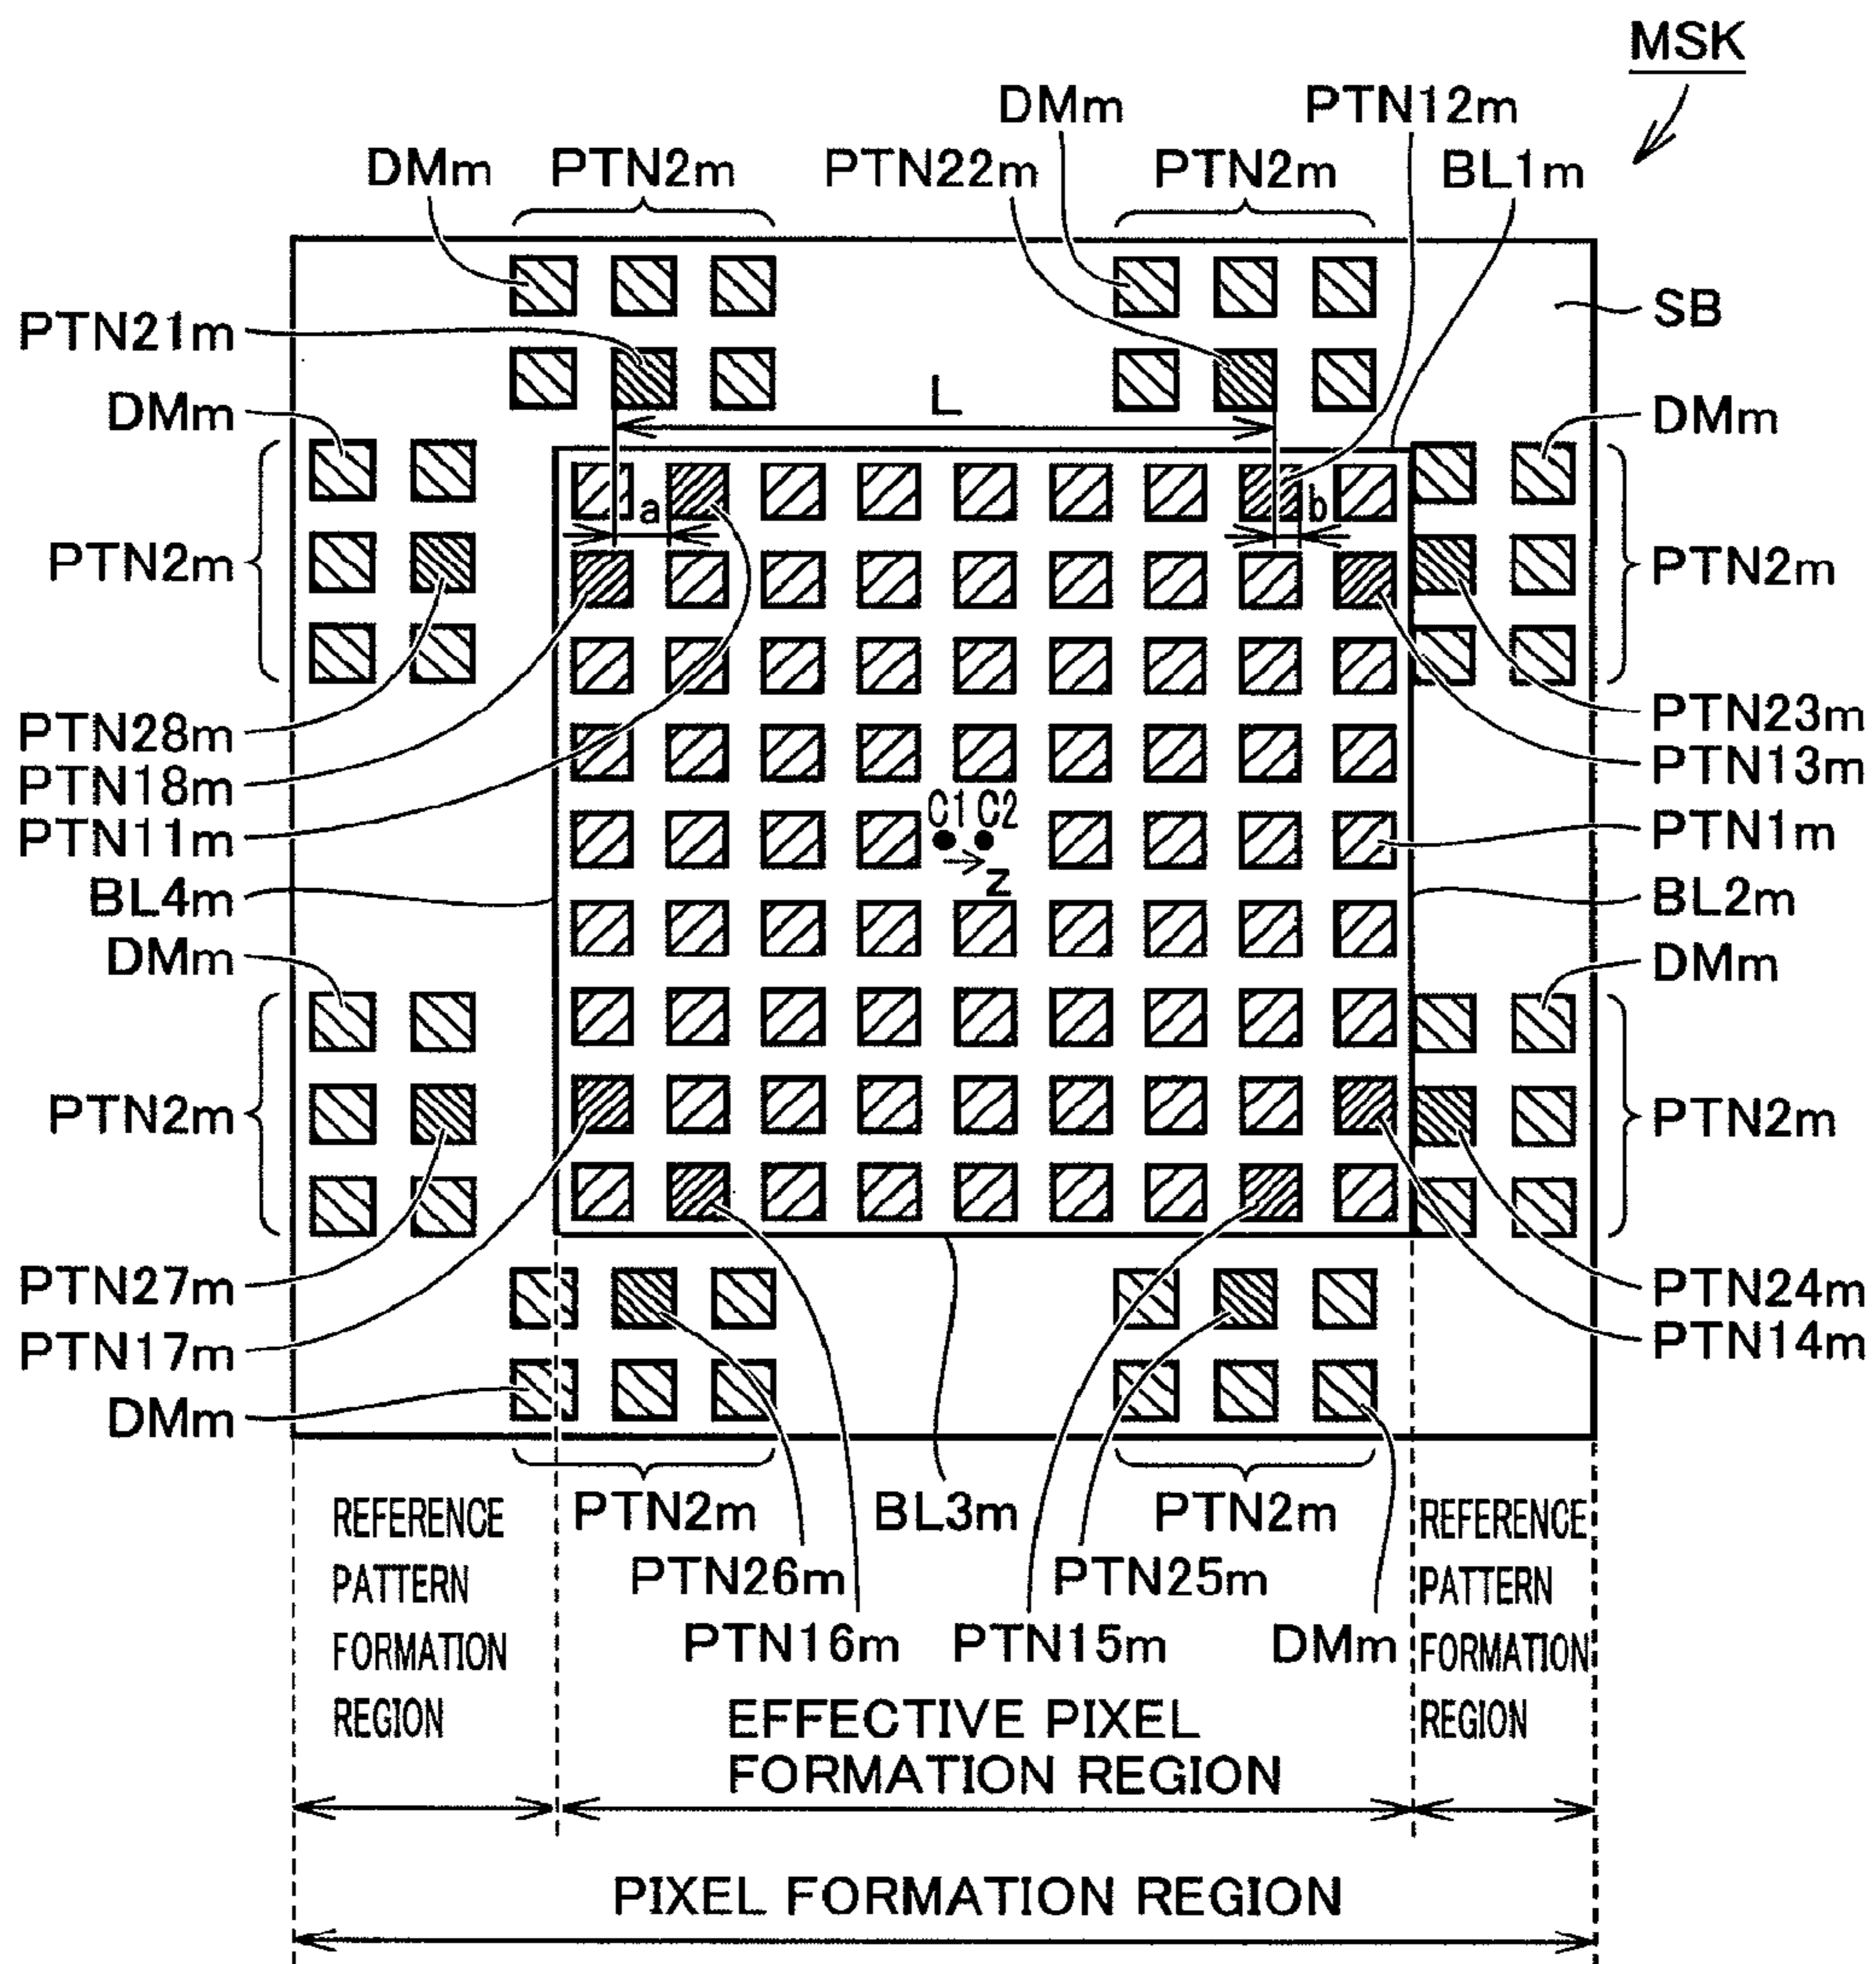 MSK
DMm
PTN12m
DMm
PTN2m
PTN22m
PTN2m
BL1m
PTN21m
SB
DMm
L
DMm
a
b
PTN2m
PTN2m
PTN28m
PTN23m
PTN18m
PTN13m
PTN11m
C1 C2
PTN1m
z
BL4m
BL2m
DMm
DMm
PTN2m
PTN2m
PTN27m
PTN24m
PTN17m
PTN14m
DMm
PTN2m
BL3m
PTN2m
PTN26m
PTN25m
PTN16m
PTN15m
DMm
REFERENCE
PATTERN
FORMATION
REGION
EFFECTIVE PIXEL
FORMATION REGION
REFERENCE
PATTERN
FORMATION
REGION
PIXEL FORMATION REGION